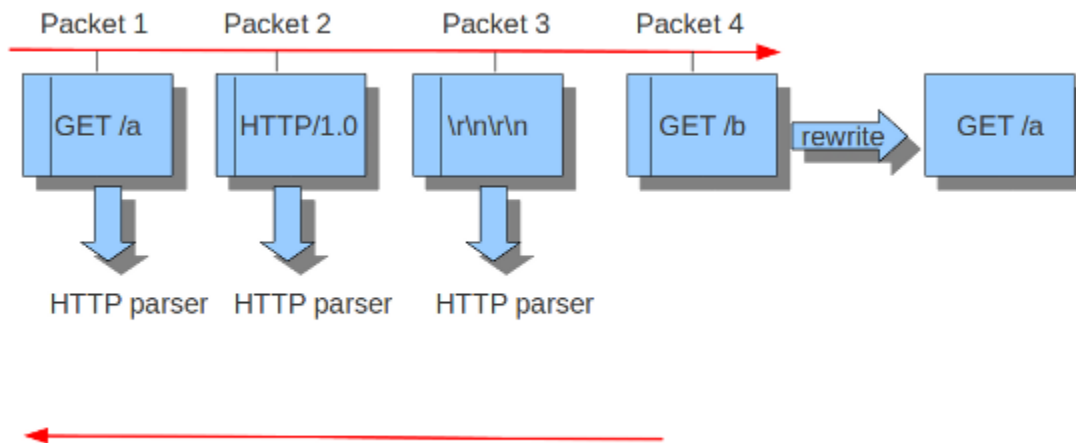 Packet 1 Packet 2 Packet 3 Packet 4
GET /a HTTP/1.0 \r\n\r\n GET /b rewrite GET /a
HTTP parser HTTP parser HTTP parser